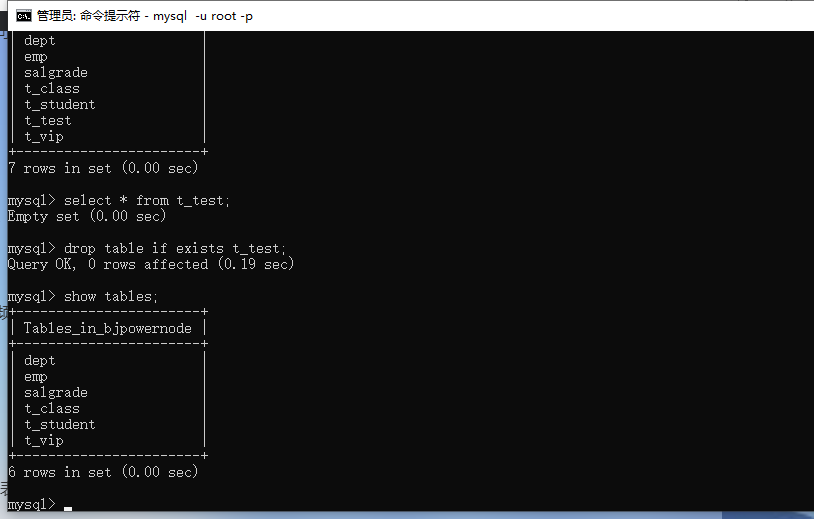 管理员: 命令提示符 - mysql  -u root -p
| dept                  |
| emp                   |
| salgrade              |
| t_class               |
| t_student             |
| t_test                |
| t_vip                 |
+-----------------------+
7 rows in set (0.00 sec)
mysql> select * from t_test;
Empty set (0.00 sec)
mysql> drop table if exists t_test;
Query OK, 0 rows affected (0.19 sec)
mysql> show tables;
+-----------------------+
| Tables_in_bjpowernode |
+-----------------------+
| dept                  |
| emp                   |
| salgrade              |
| t_class               |
| t_student             |
| t_vip                 |
+-----------------------+
6 rows in set (0.00 sec)
mysql>